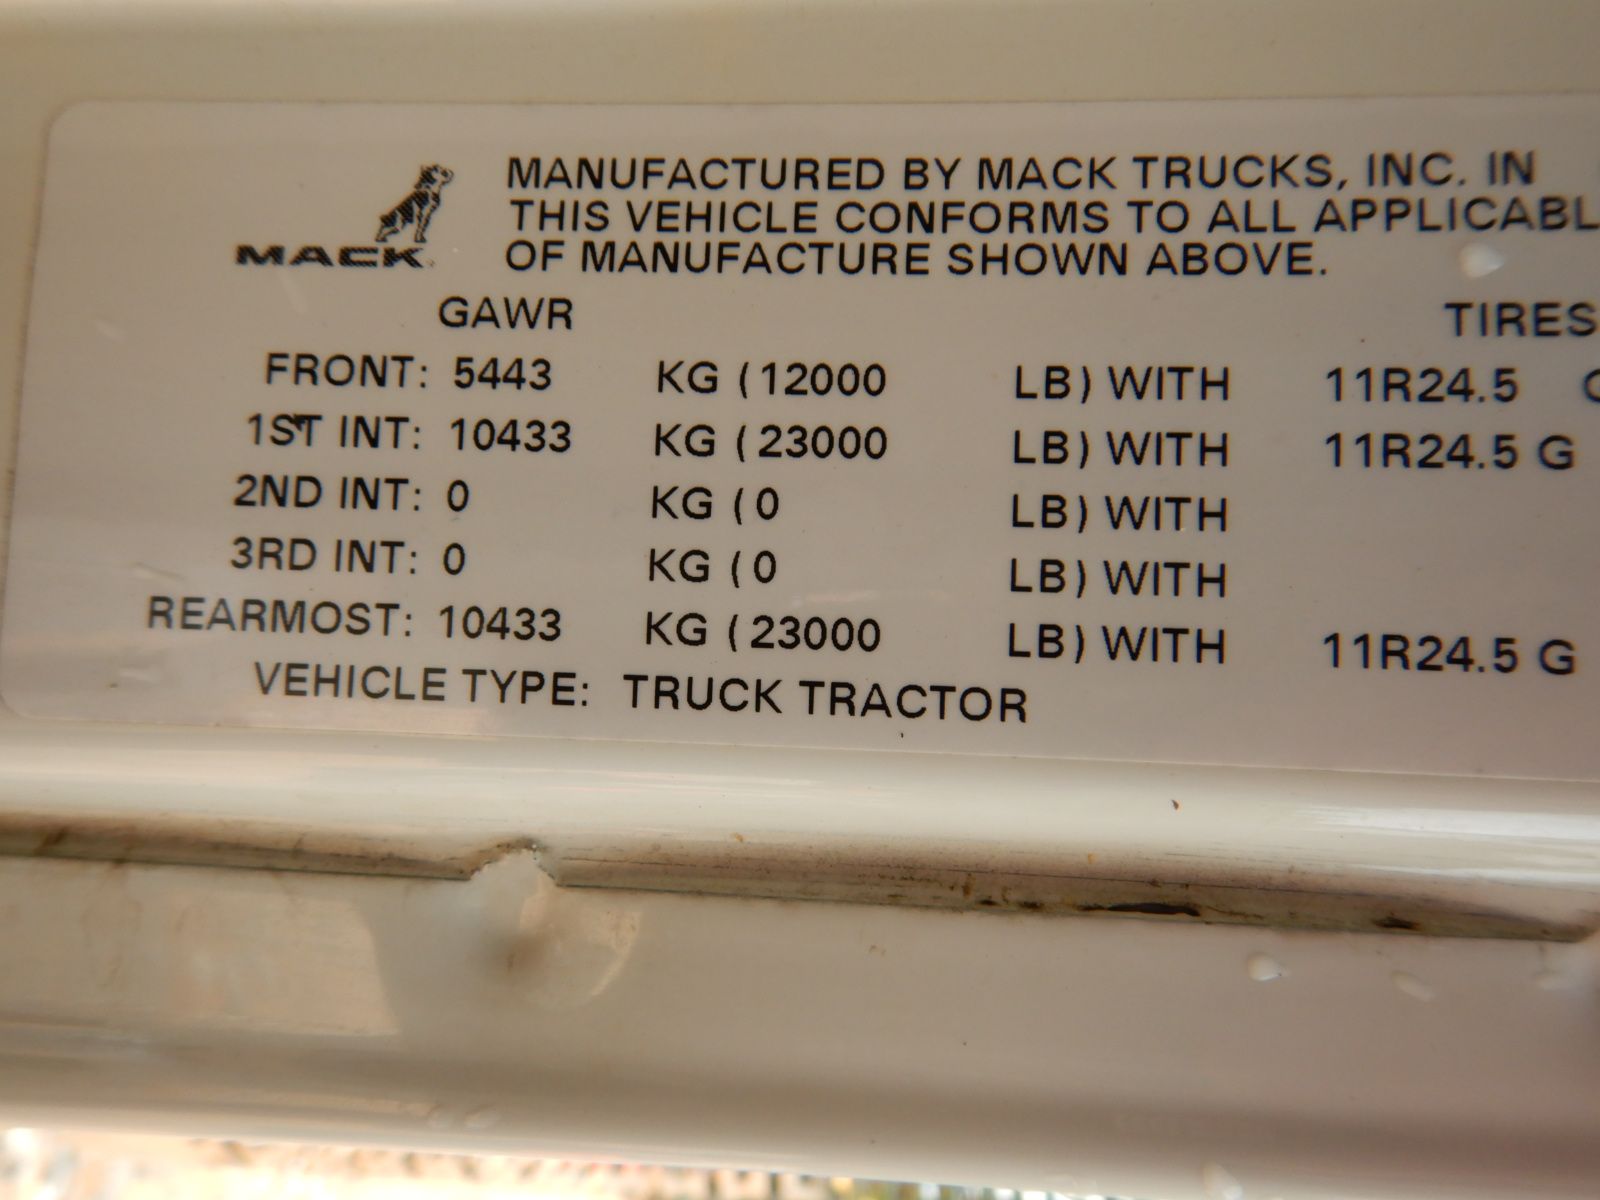 MANUFACTURED BY MACK TRUCKS, INC. IN
THIS VEHICLE CONFORMS TO ALL
OF MANUFACTURE SHOWN ABOVE.
MACK
GAWR TIRES
FRONT: 5443 KG (12000 LB) WITH 11R24.5
1ST INT: 10433 KG (23000 LB) WITH 11R24.5 G
2ND INT: 0 KG (0 LB) WITH
3RD INT: 0 KG (0 LB) WITH
REARMOST: 10433 KG (23000 LB) WITH 11R24.5 G
VEHICLE TYPE: TRUCK TRACTOR